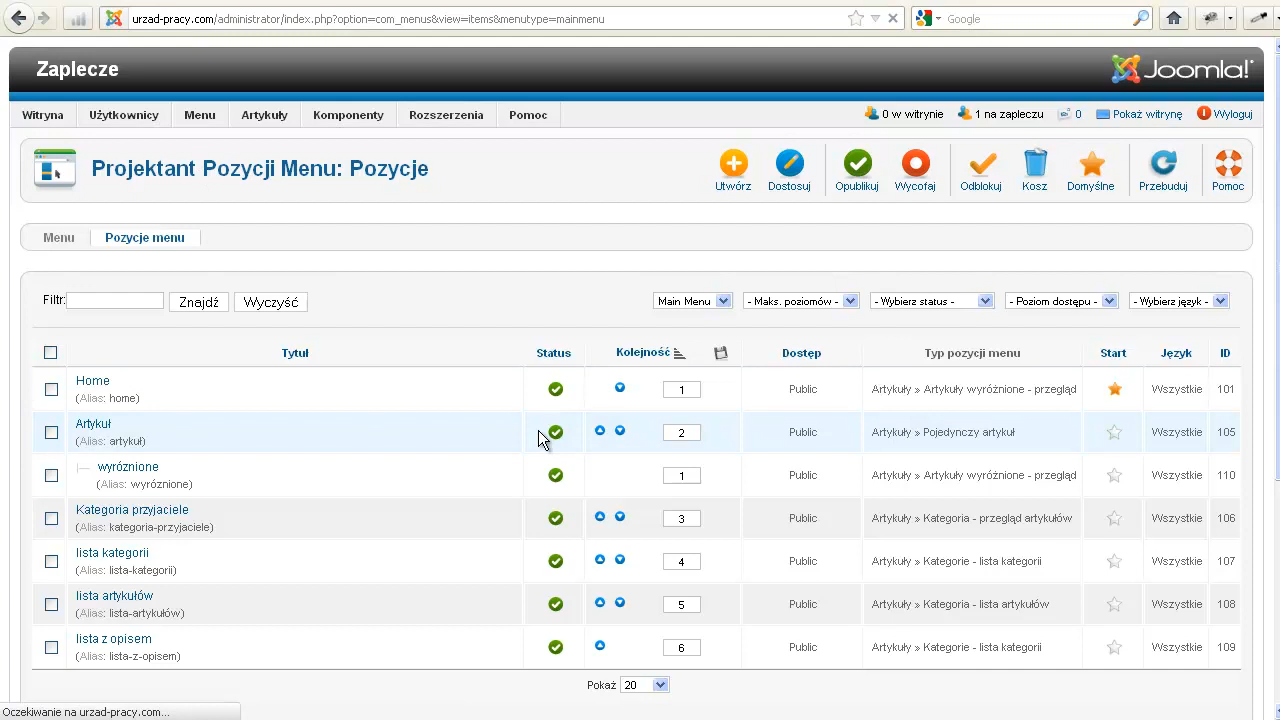 urzad-pracy.com/administrator/index.php?option=com_menus&view=items&menutype=mainmenu
Google
Zaplecze
Joomla!®
Witryna Użytkownicy Menu Artykuły Komponenty Rozszerzenia Pomoc
0 w witrynie 1 na zapleczu 0 Pokaż witrynę Wyloguj
Projektant Pozycji Menu: Pozycje
Utwórz Dostosuj Opublikuj Wycofaj Odblokuj Kosz Domyślne Przebuduj Pomoc
Menu Pozycje menu
Filtr: Znajdź Wyczyść Main Menu - Maks. poziomów - - Wybierz status - - Poziom dostępu - - Wybierz język -
Tytuł Status Kolejność Dostęp Typ pozycji menu Start Język ID
Home
(Alias: home)
1 Public Artykuły » Artykuły wyróżnione - przegląd Wszystkie 101
Artykuł
(Alias: artykuł)
2 Public Artykuły » Pojedynczy artykuł Wszystkie 105
wyróznione
(Alias: wyróznione)
1 Public Artykuły » Artykuły wyróżnione - przegląd Wszystkie 110
Kategoria przyjaciele
(Alias: kategoria-przyjaciele)
3 Public Artykuły » Kategoria - przegląd artykułów Wszystkie 106
lista kategorii
(Alias: lista-kategorii)
4 Public Artykuły » Kategorie - lista kategorii Wszystkie 107
lista artykułów
(Alias: lista-artykułów)
5 Public Artykuły » Kategoria - lista artykułów Wszystkie 108
lista z opisem
(Alias: lista-z-opisem)
6 Public Artykuły » Kategorie - lista kategorii Wszystkie 109
Pokaż 20
Oczekiwanie na urzad-pracy.com...